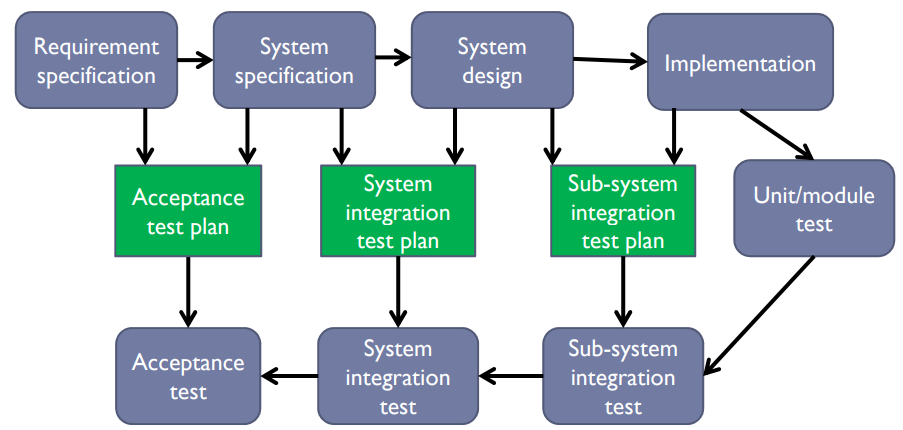 Requirement
specification
System
specification
System
design
Implementation
Acceptance
test plan
System
integration
test plan
Sub-system
integration
test plan
Unit/module
test
Acceptance
test
System
integration
test
Sub-system
integration
test